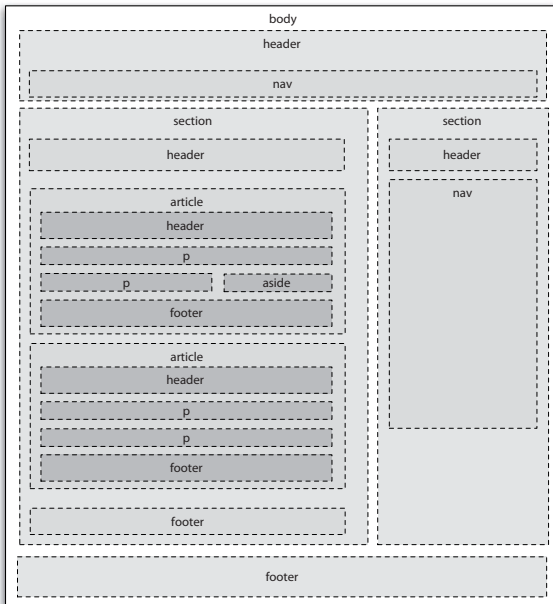 body
header
nav
section
header
article
header
p
p aside
footer
article
header
p
p
footer
footer
section
header
nav
footer